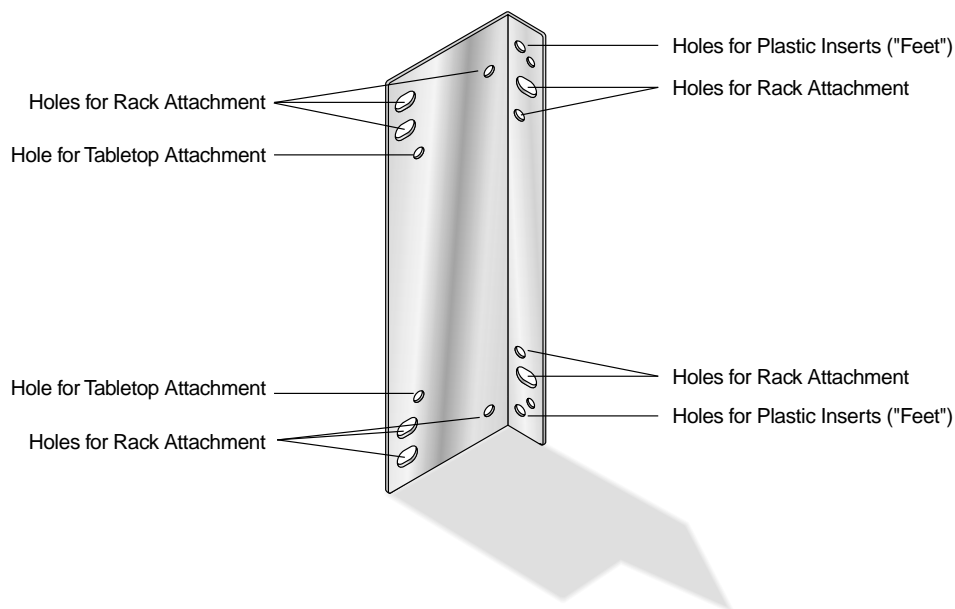 Holes for Plastic Inserts ("Feet")
Holes for Rack Attachment
Holes for Rack Attachment
Hole for Tabletop Attachment
Holes for Rack Attachment
Hole for Tabletop Attachment
Holes for Plastic Inserts ("Feet")
Holes for Rack Attachment